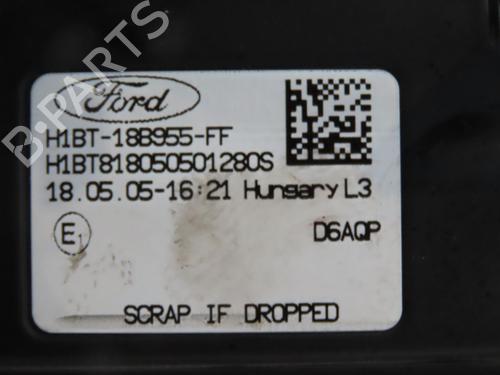 Ford
H1BT-18B955-FF
H1BT818050501280S
18.05.05-16:21 Hungary L3
E1
D6AQP
SCRAP IF DROPPED
B-PARTS